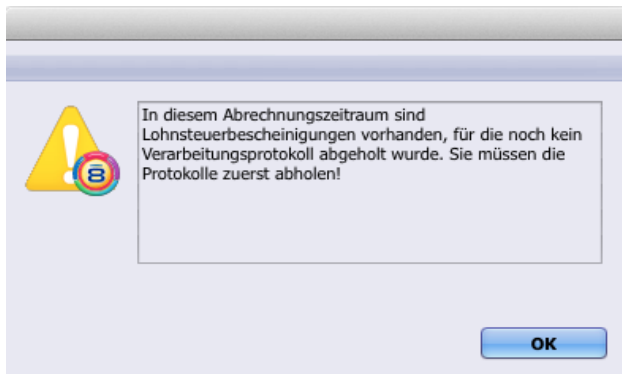 In diesem Abrechnungszeitraum sind
Lohnsteuerbescheinigungen vorhanden, für die noch kein
Verarbeitungsprotokoll abgeholt wurde. Sie müssen die
Protokolle zuerst abholen!
OK